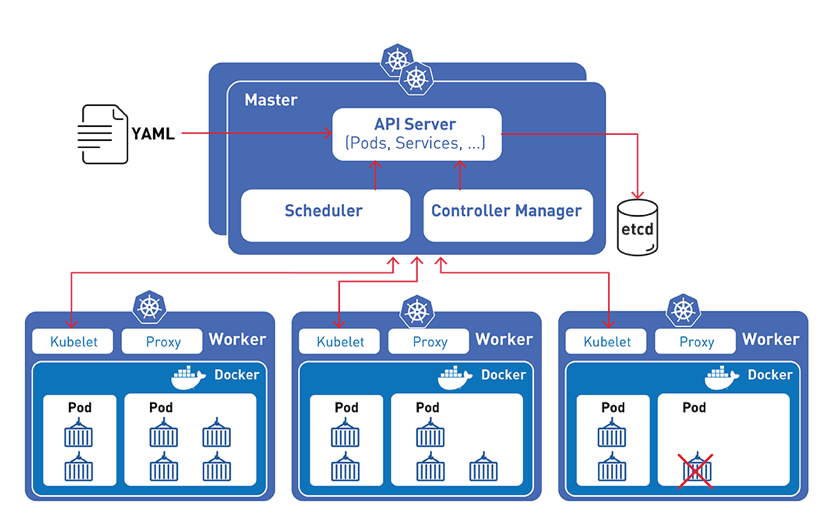 Master
YAML
API Server
(Pods, Services, ...)
Scheduler
Controller Manager
etcd
Kubelet
Proxy
Worker
Docker
Pod
Pod
Kubelet
Proxy
Worker
Docker
Pod
Pod
Kubelet
Proxy
Worker
Docker
Pod
Pod